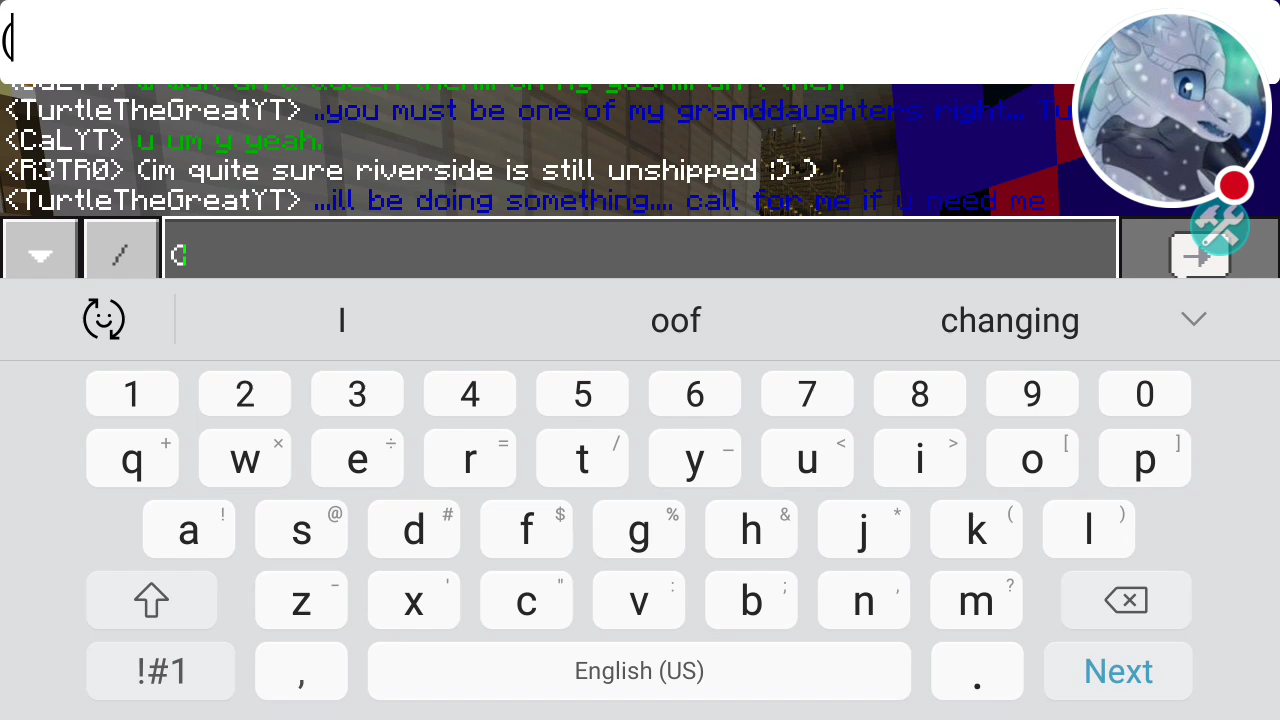 (
<TurtleTheGreatYT> ..you must be one of my granddaughters right... Tu
<CaLYT> u um y yeah.
<R3TR0> (im quite sure riverside is still unshipped :) )
<TurtleTheGreatYT> ...ill be doing something.... call for me if u meed me
/ (
I oof changing
1 2 3 4 5 6 7 8 9 0
q + w × e ÷ r = t / y _ u < i > o [ p ]
a ! s @ d # f $ g % h & j * k ( l )
z - x ' c " v : b ; n , m ?
!#1 , English (US) . Next